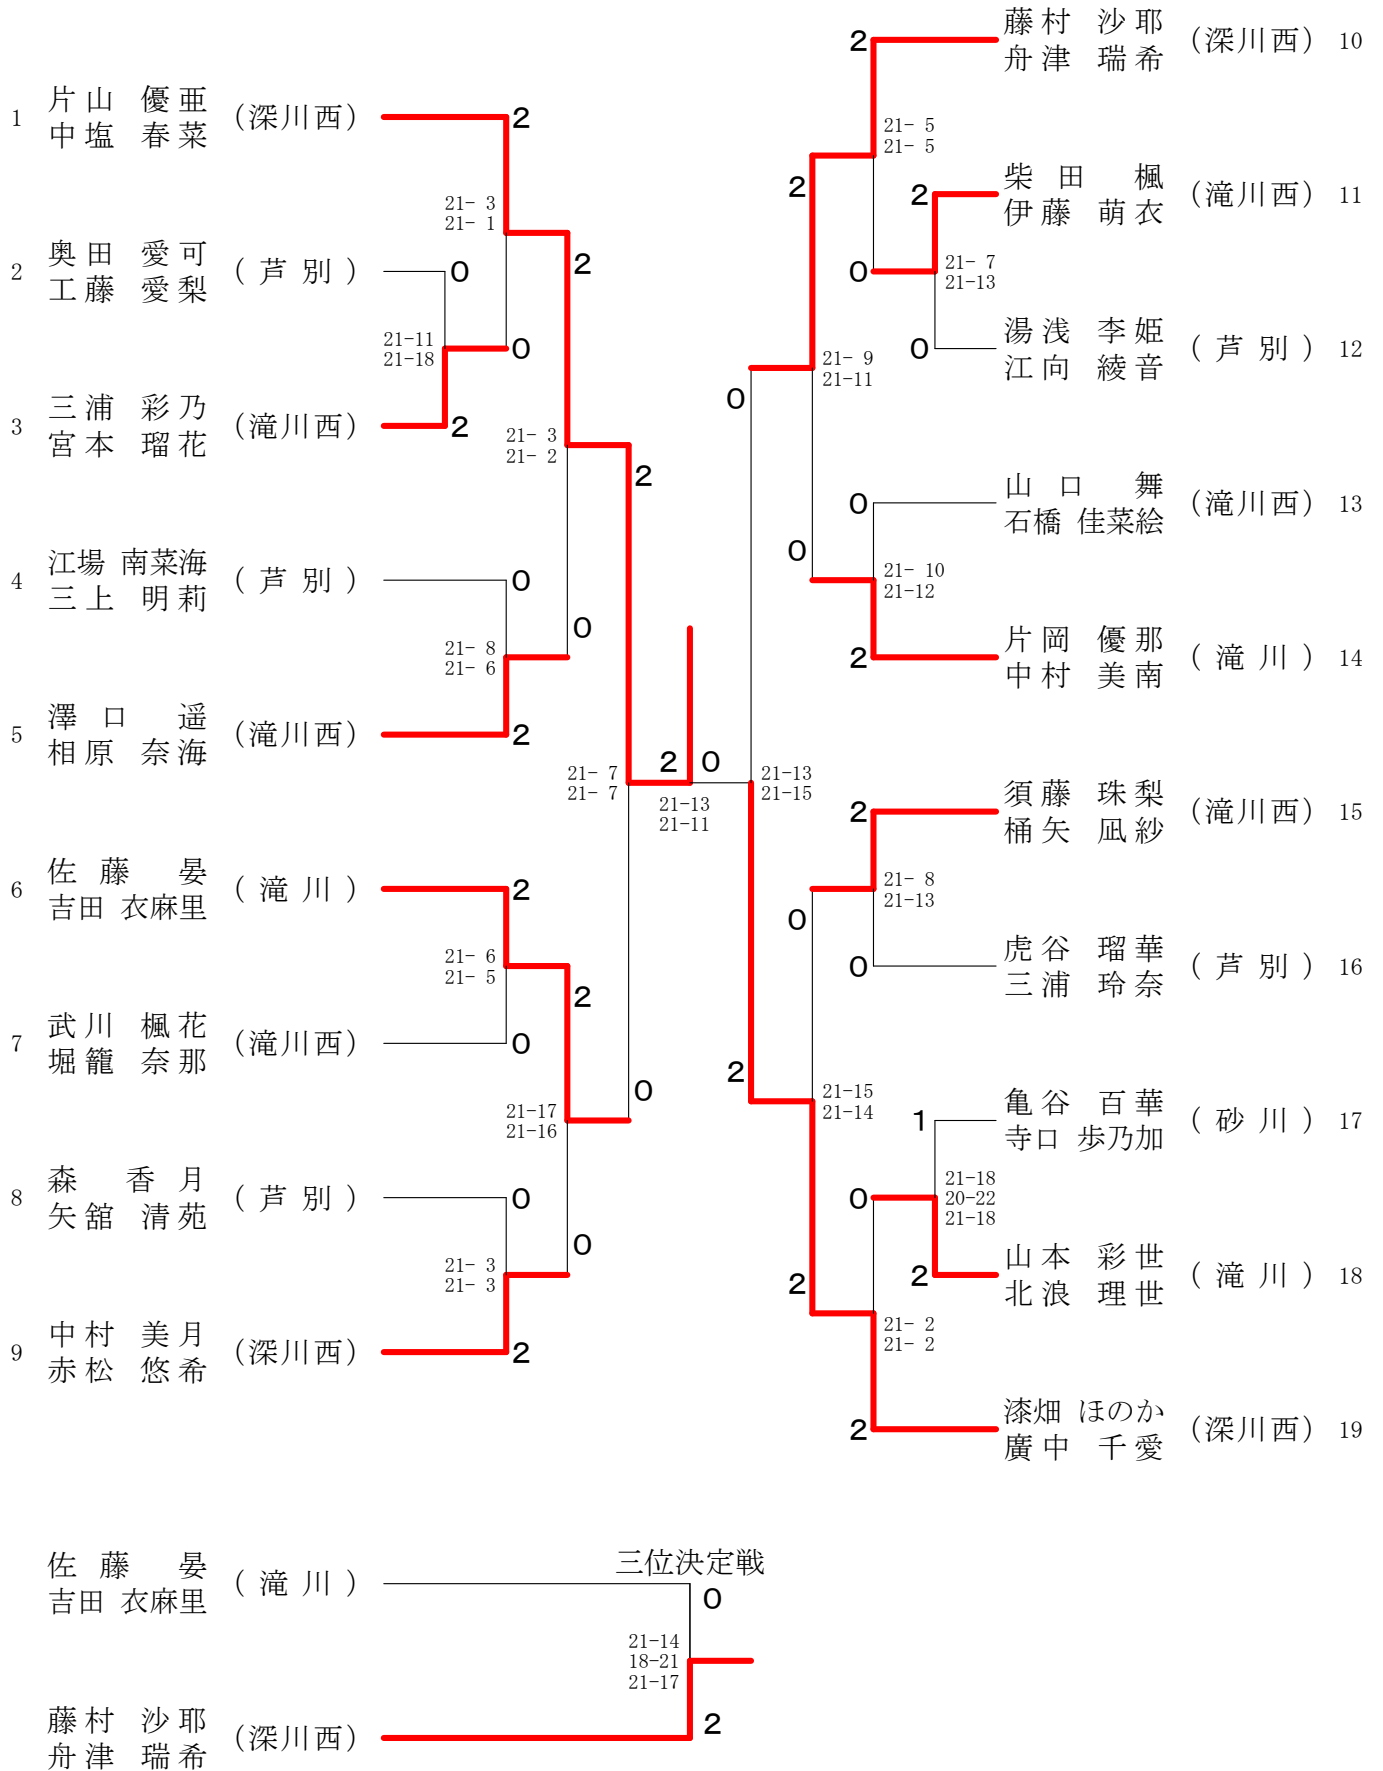 1 片山 優亜 (深川西)
中塩 春菜
2
21- 3
21- 1
2
2 奥田 愛可 (芦別)
工藤 愛梨
0
21-11
21-18
0
3 三浦 彩乃 (滝川西)
宮本 瑠花
2
21- 3
21- 2
2
4 江場 南菜海 (芦別)
三上 明莉
0
21- 8
21- 6
0
5 澤口 遥 (滝川西)
相原 奈海
2
21- 7
21- 7
2 0
21-13
21-11
6 佐藤 晏 (滝川)
吉田 衣麻里
2
21- 6
21- 5
2
7 武川 楓花 (滝川西)
堀籠 奈那
0
21-17
21-16
0
8 森 香月 (芦別)
矢舘 清苑
0
21- 3
21- 3
0
9 中村 美月 (深川西)
赤松 悠希
2
2 藤村 沙耶 (深川西) 10
舟津 瑞希
21- 5
21- 5
2
2 柴田 楓 (滝川西) 11
伊藤 萌衣
0
21- 7
21-13
0 湯浅 李姫 (芦別) 12
江向 綾音
21- 9
21-11
0
0 山口 舞 (滝川西) 13
石橋 佳菜絵
0
21- 10
21-12
2 片岡 優那 (滝川) 14
中村 美南
21-13
21-15
2 須藤 珠梨 (滝川西) 15
桶矢 凪紗
21- 8
21-13
0
0 虎谷 瑠華 (芦別) 16
三浦 玲奈
2
21-15
21-14
1 亀谷 百華 (砂川) 17
寺口 歩乃加
0
21-18
20-22
21-18
2 山本 彩世 (滝川) 18
北浪 理世
2
21- 2
21- 2
2 漆畑 ほのか (深川西) 19
廣中 千愛
三位決定戦
佐藤 晏 (滝川)
吉田 衣麻里
0
21-14
18-21
21-17
藤村 沙耶 (深川西)
舟津 瑞希
2